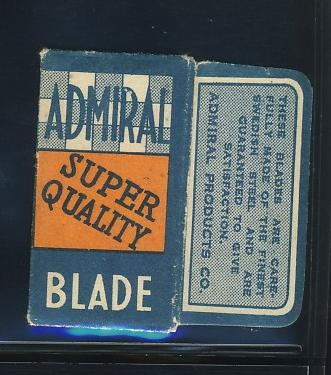 ADMIRAL
SUPER
QUALITY
BLADE
THESE BLADES ARE CARE-
FULLY MADE OF THE FINEST
SWEDISH STEEL AND ARE
GUARANTEED TO GIVE
SATISFACTION.
ADMIRAL PRODUCTS CO.